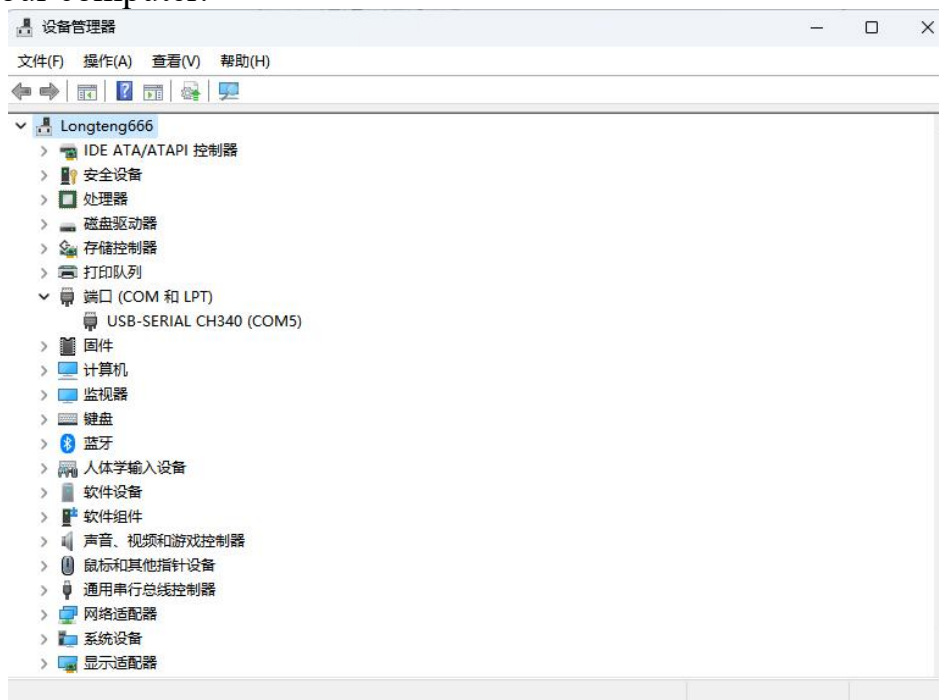 our computer.
设备管理器
文件(F) 操作(A) 查看(V) 帮助(H)
Longteng666
IDE ATA/ATAPI 控制器
安全设备
处理器
磁盘驱动器
存储控制器
打印队列
端口 (COM 和 LPT)
USB-SERIAL CH340 (COM5)
固件
计算机
监视器
键盘
蓝牙
人体学输入设备
软件设备
软件组件
声音、视频和游戏控制器
鼠标和其他指针设备
通用串行总线控制器
网络适配器
系统设备
显示适配器